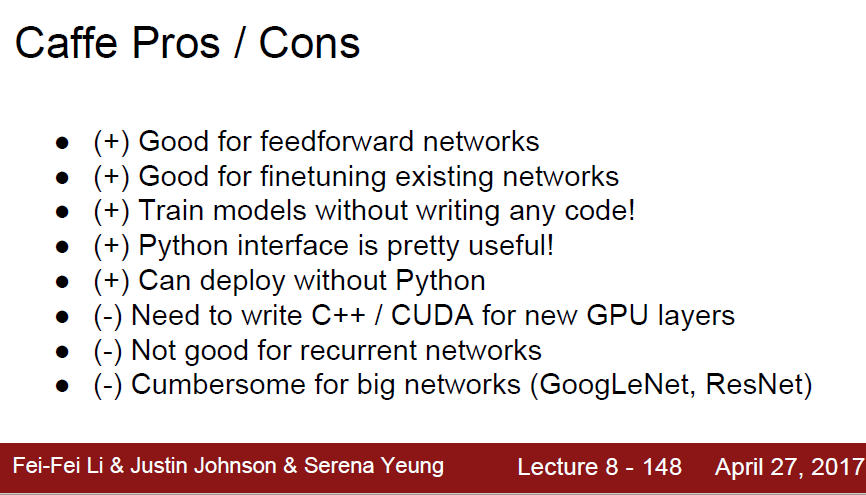 Caffe Pros / Cons
● (+) Good for feedforward networks
● (+) Good for finetuning existing networks
● (+) Train models without writing any code!
● (+) Python interface is pretty useful!
● (+) Can deploy without Python
● (-) Need to write C++ / CUDA for new GPU layers
● (-) Not good for recurrent networks
● (-) Cumbersome for big networks (GoogLeNet, ResNet)
Fei-Fei Li & Justin Johnson & Serena Yeung Lecture 8 - 148 April 27, 2017